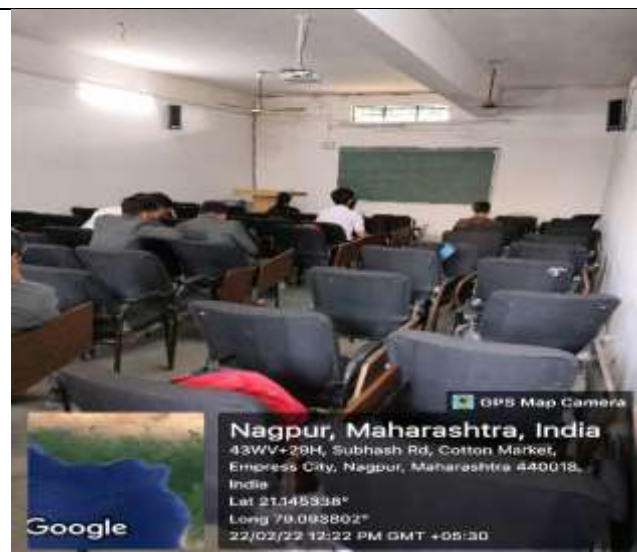 GPS Map Camera
Nagpur, Maharashtra, India
43WV+29H, Subhash Rd, Cotton Market,
Empress City, Nagpur, Maharashtra 440018,
India
Lat 21.145338°
Long 79.093802°
22/02/22 12:22 PM GMT +05:30
Google